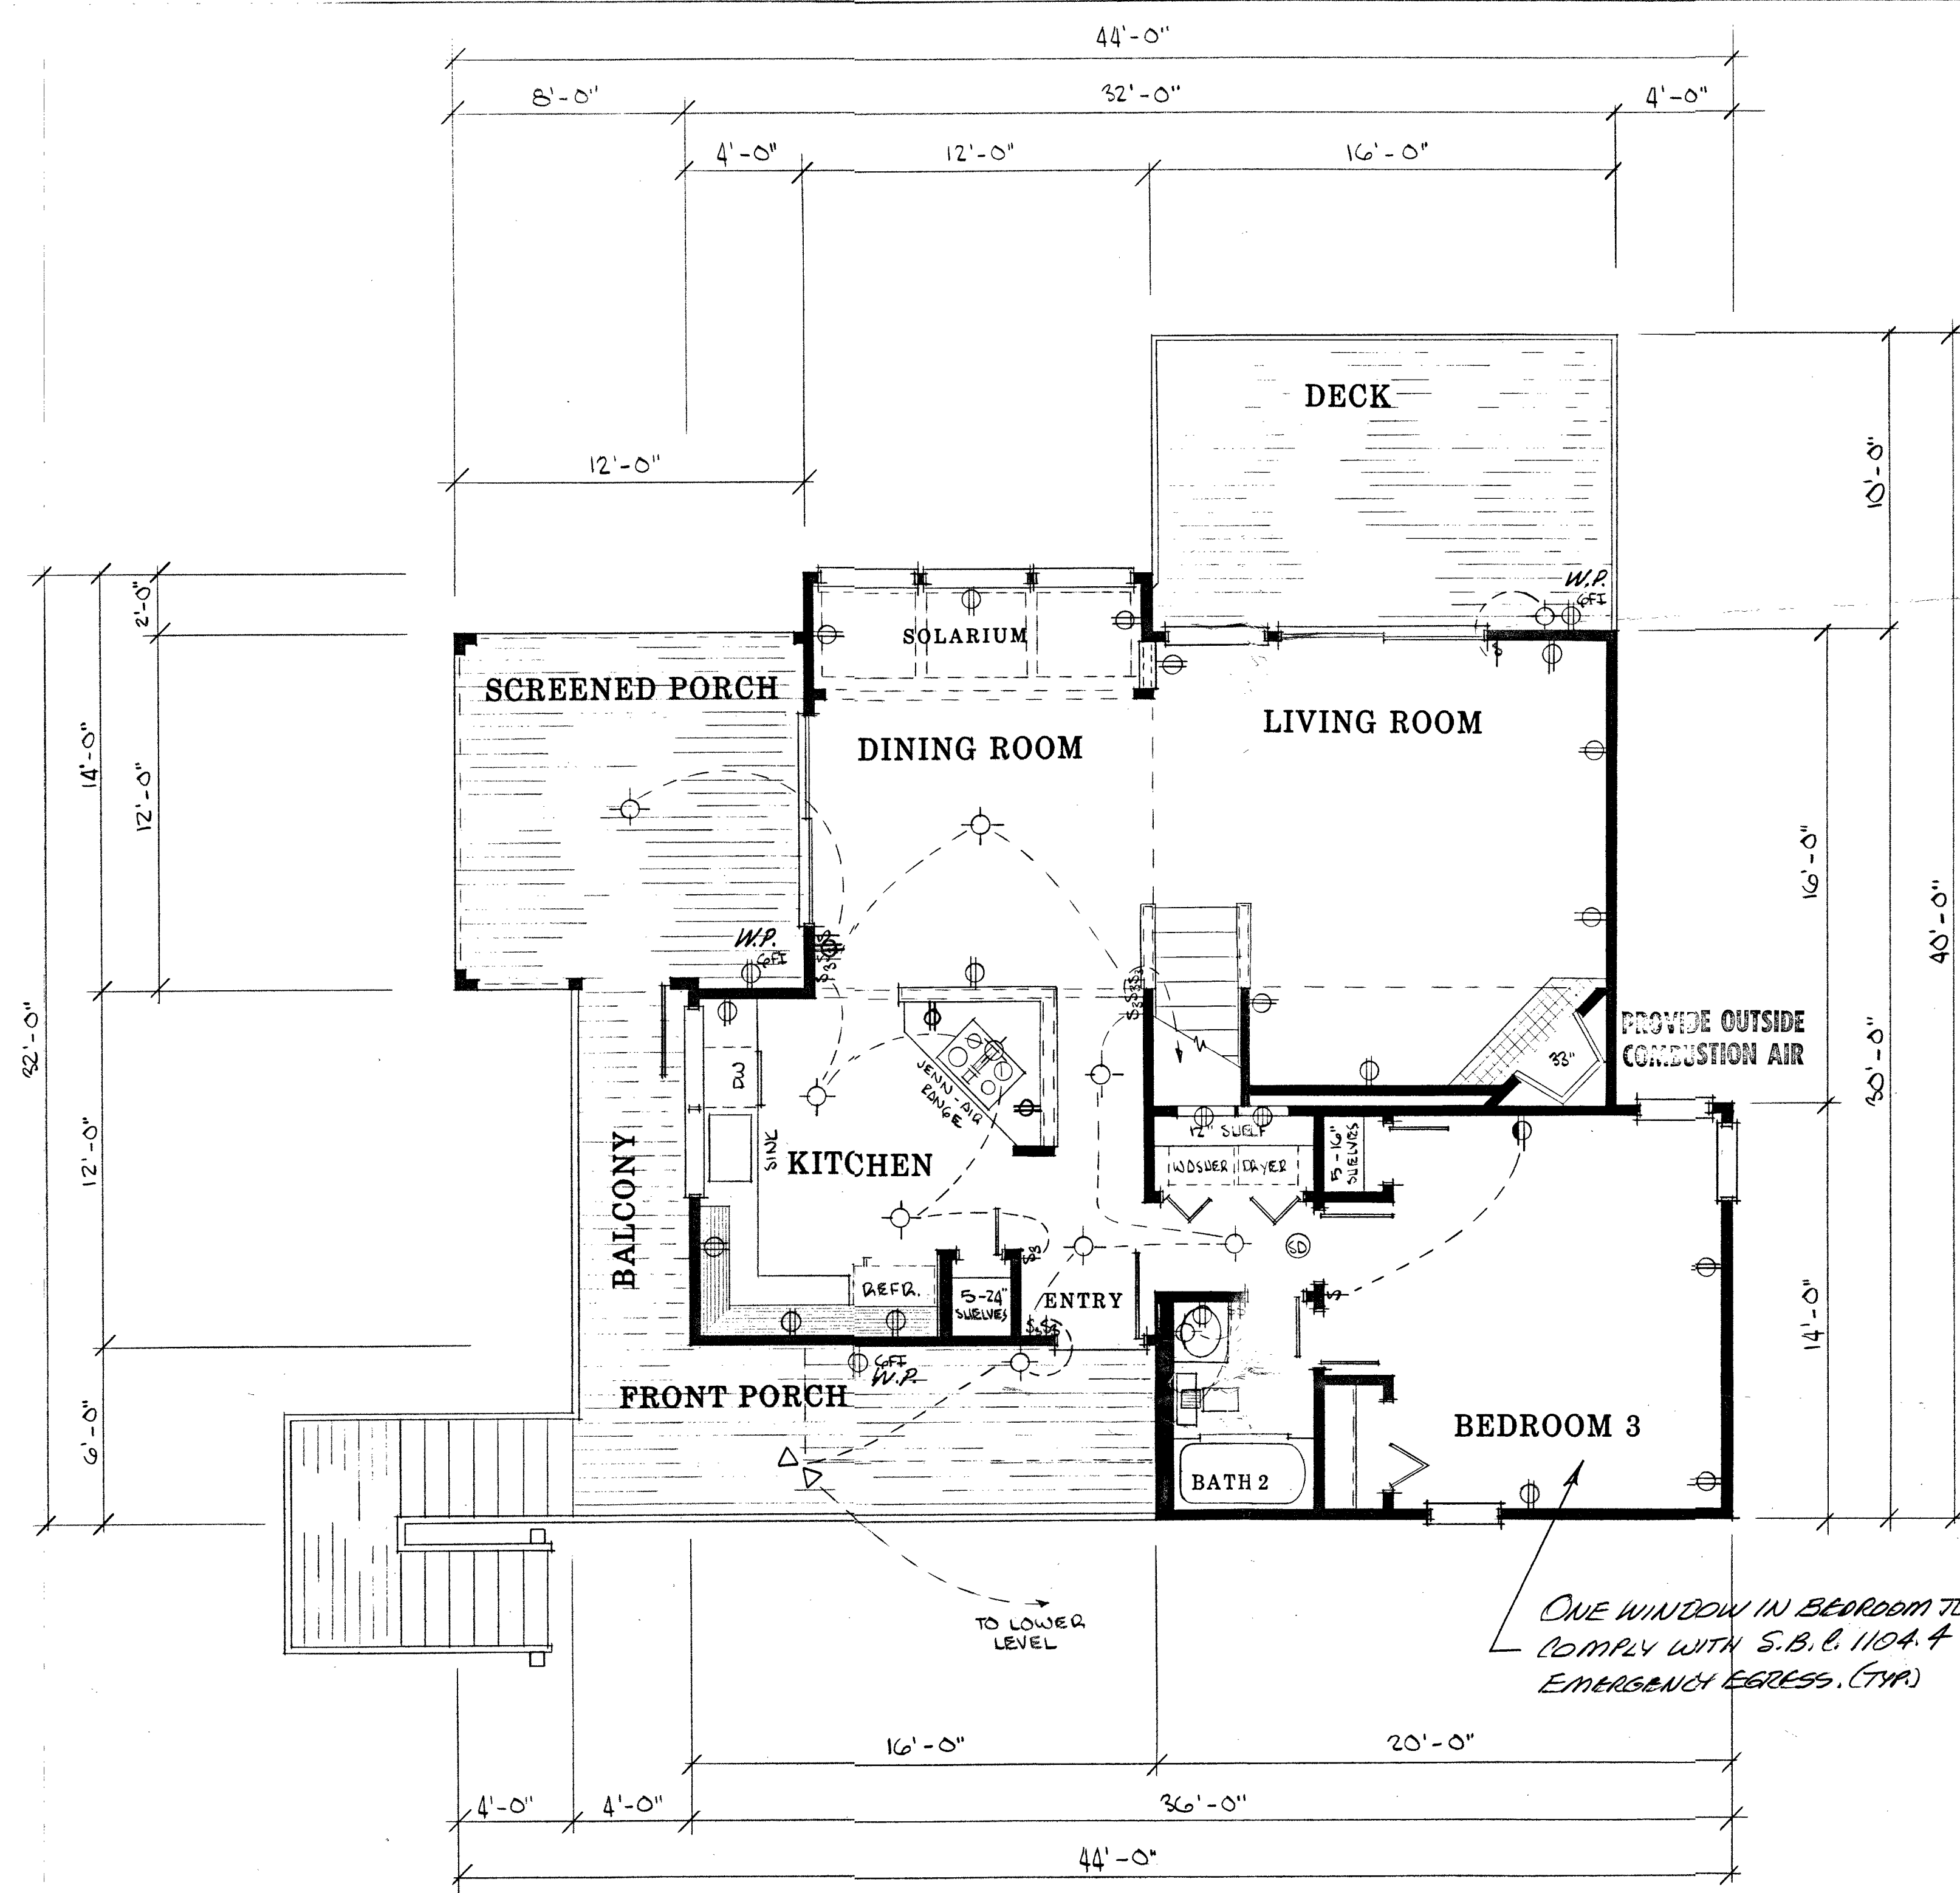 44'-0"
8'-0" 32'-0" 4'-0"
4'-0" 12'-0" 16'-0"
DECK
12'-0"
10'-0"
2'-0"
W.P.
GFI
SOLARIUM
SCREENED PORCH
LIVING ROOM
DINING ROOM
14'-0"
12'-0"
16'-0"
40'-0"
W.P.
GFI
32'-0"
30'-0"
PROVIDE OUTSIDE
COMBUSTION AIR
33"
DW
JENN-AIR
RANGE
12" SHELF
SINK
KITCHEN
WASHER DRYER
5-16"
SHELVES
12'-0"
BALCONY
SD
REFR.
5-24"
SHELVES
ENTRY
14'-0"
GFI
W.P.
FRONT PORCH
6'-0"
BEDROOM 3
BATH 2
TO LOWER
LEVEL
ONE WINDOW IN BEDROOM
COMPLY WITH S.B.C. 1104.4
EMERGENCY EGRESS. (TYP.)
16'-0" 20'-0"
4'-0" 4'-0" 36'-0"
44'-0"